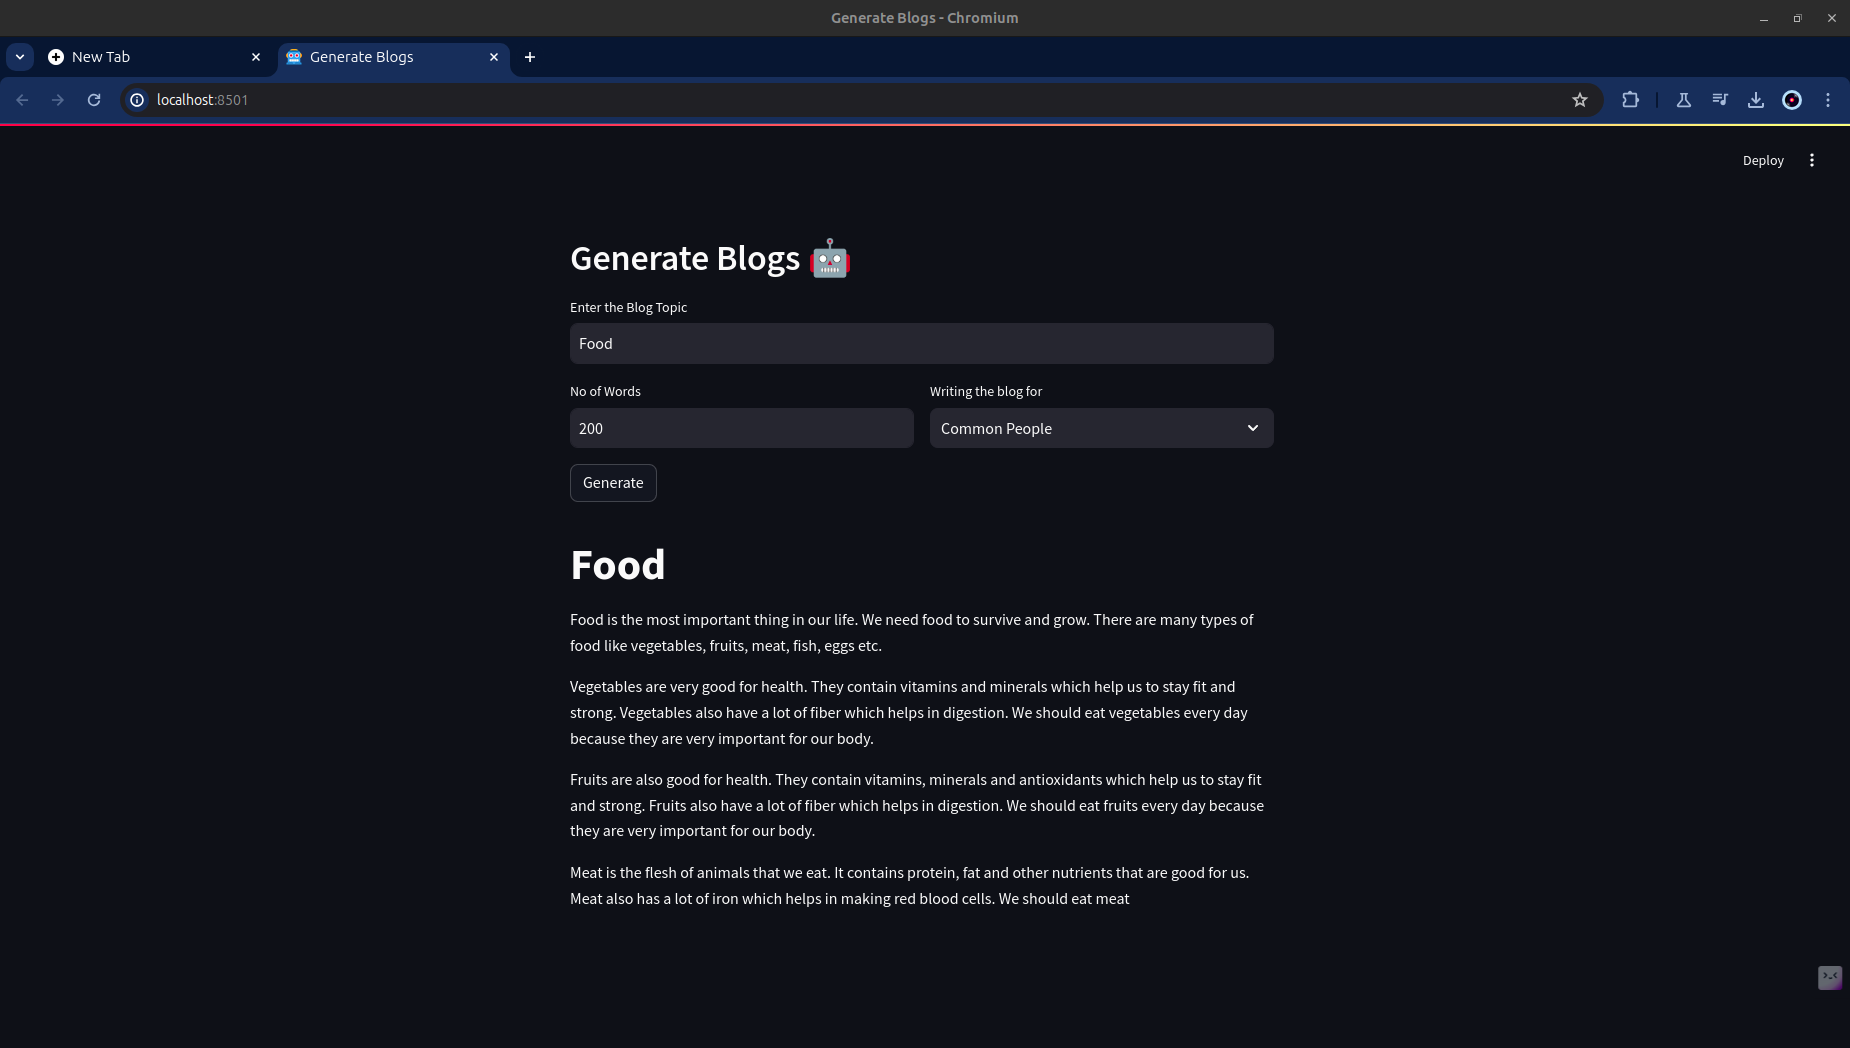 Generate Blogs - Chromium
New Tab
Generate Blogs
localhost:8501
Deploy
Generate Blogs 🤖
Enter the Blog Topic
Food
No of Words
Writing the blog for
200
Common People
Generate
Food
Food is the most important thing in our life. We need food to survive and grow. There are many types of
food like vegetables, fruits, meat, fish, eggs etc.
Vegetables are very good for health. They contain vitamins and minerals which help us to stay fit and
strong. Vegetables also have a lot of fiber which helps in digestion. We should eat vegetables every day
because they are very important for our body.
Fruits are also good for health. They contain vitamins, minerals and antioxidants which help us to stay fit
and strong. Fruits also have a lot of fiber which helps in digestion. We should eat fruits every day because
they are very important for our body.
Meat is the flesh of animals that we eat. It contains protein, fat and other nutrients that are good for us.
Meat also has a lot of iron which helps in making red blood cells. We should eat meat